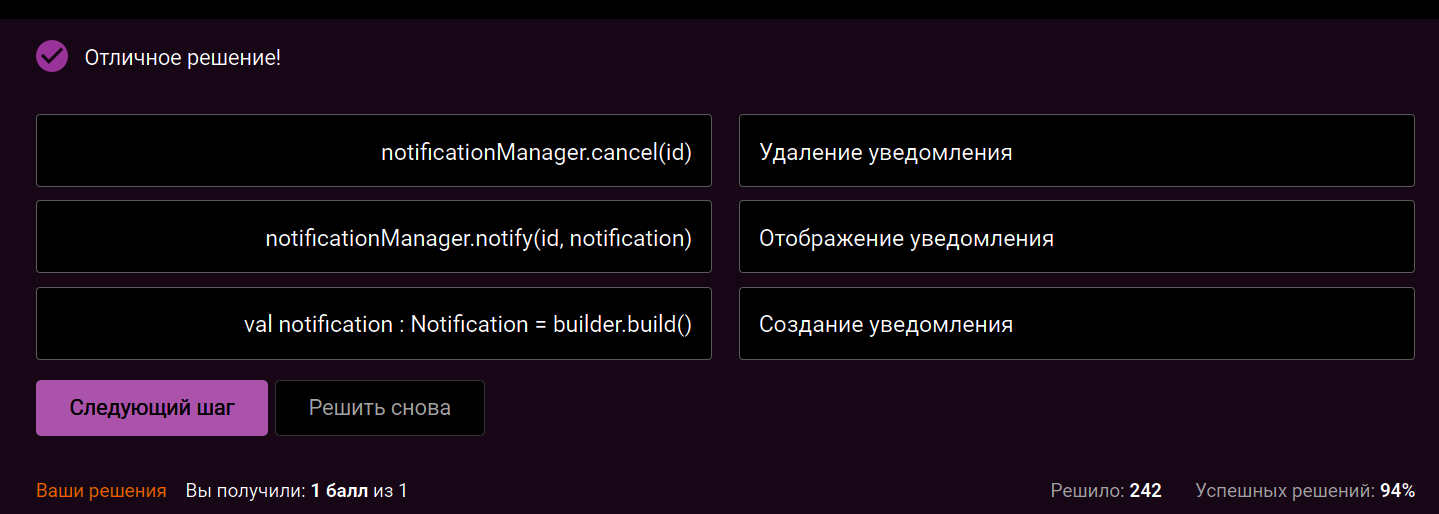 Отличное решение!
notificationManager.cancel(id) Удаление уведомления
notificationManager.notify(id, notification) Отображение уведомления
val notification : Notification = builder.build() Создание уведомления
Следующий шаг Решить снова
Ваши решения Вы получили: 1 балл из 1 Решило: 242 Успешных решений: 94%